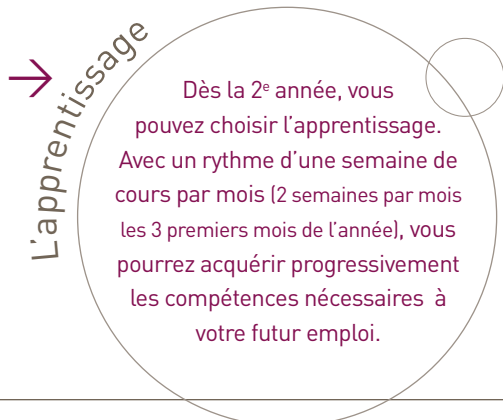 L'apprentissage
Dès la 2e année, vous
pouvez choisir l'apprentissage.
Avec un rythme d'une semaine de
cours par mois (2 semaines par mois
les 3 premiers mois de l'année), vous
pourrez acquérir progressivement
les compétences nécessaires à
votre futur emploi.